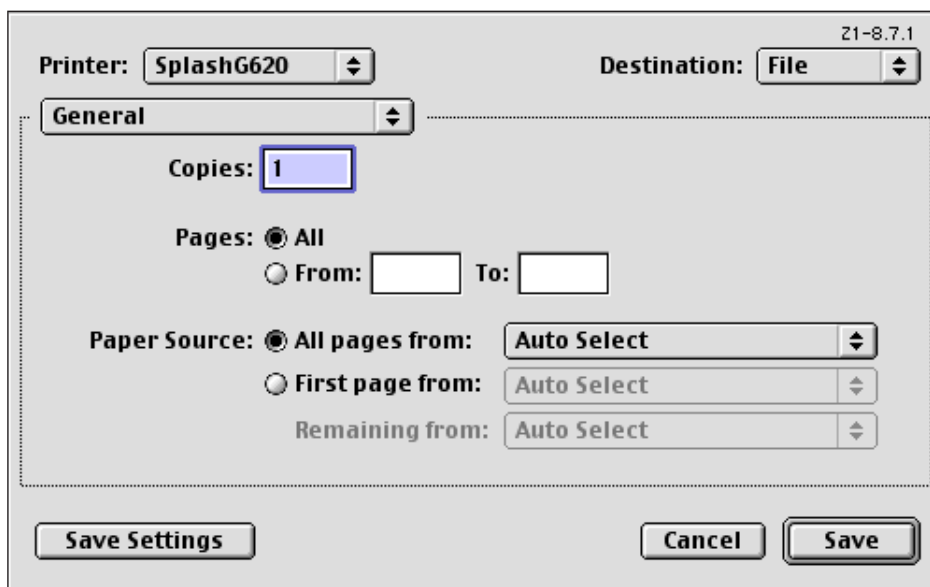 Z1-8.7.1
Printer: SplashG620 Destination: File
General
Copies: 1
Pages: All
From: To:
Paper Source: All pages from: Auto Select
First page from: Auto Select
Remaining from: Auto Select
Save Settings Cancel Save